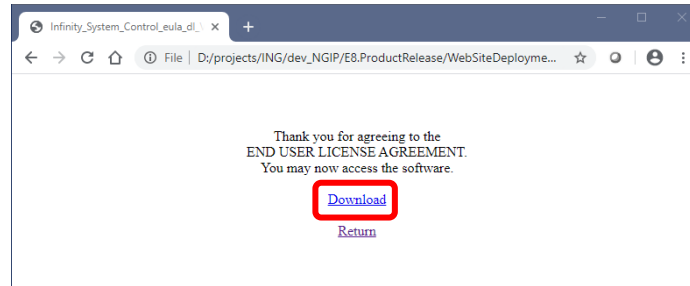 Infinity_System_Control_eula_dl_
File D:/projects/ING/dev_NGIP/E8.ProductRelease/WebSiteDeployme...
Thank you for agreeing to the
END USER LICENSE AGREEMENT.
You may now access the software.
Download
Return